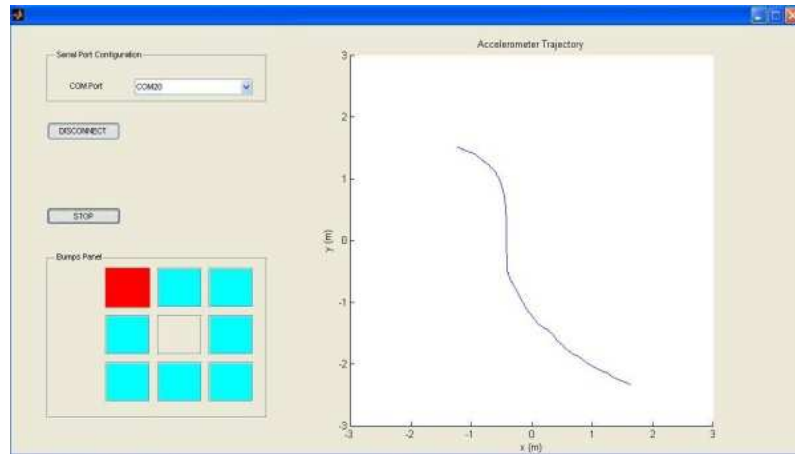 Serial Port Configuration
COM Port
COM20
DISCONNECT
STOP
Bumps Panel
Accelerometer Trajectory
3
2
1
0
-1
-2
-3
y (m)
-3
-2
-1
0
1
2
3
x (m)